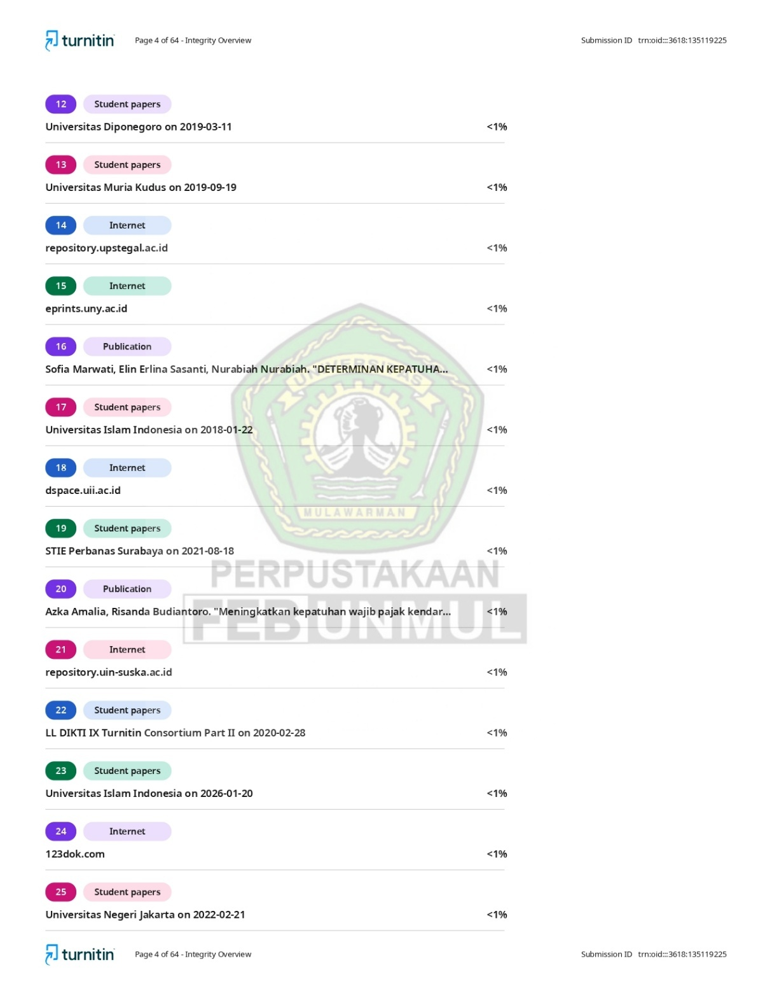 turnitin Page 4 of 64 - Integrity Overview Submission ID trn:oid:::3618:135119225
12 Student papers
Universitas Diponegoro on 2019-03-11 <1%
13 Student papers
Universitas Muria Kudus on 2019-09-19 <1%
14 Internet
repository.upstegal.ac.id <1%
15 Internet
eprints.uny.ac.id <1%
16 Publication
Sofia Marwati, Elin Erlina Sasanti, Nurabiah Nurabiah. "DETERMINAN KEPATUHA... <1%
17 Student papers
Universitas Islam Indonesia on 2018-01-22 <1%
18 Internet
dspace.uii.ac.id <1%
19 Student papers
STIE Perbanas Surabaya on 2021-08-18 <1%
20 Publication
Azka Amalia, Risanda Budiantoro. "Meningkatkan kepatuhan wajib pajak kendar... <1%
21 Internet
repository.uin-suska.ac.id <1%
22 Student papers
LL DIKTI IX Turnitin Consortium Part II on 2020-02-28 <1%
23 Student papers
Universitas Islam Indonesia on 2026-01-20 <1%
24 Internet
123dok.com <1%
25 Student papers
Universitas Negeri Jakarta on 2022-02-21 <1%
UNIVERSITAS
MULAWARMAN
PERPUSTAKAAN
FEB UNMUL
turnitin Page 4 of 64 - Integrity Overview Submission ID trn:oid:::3618:135119225